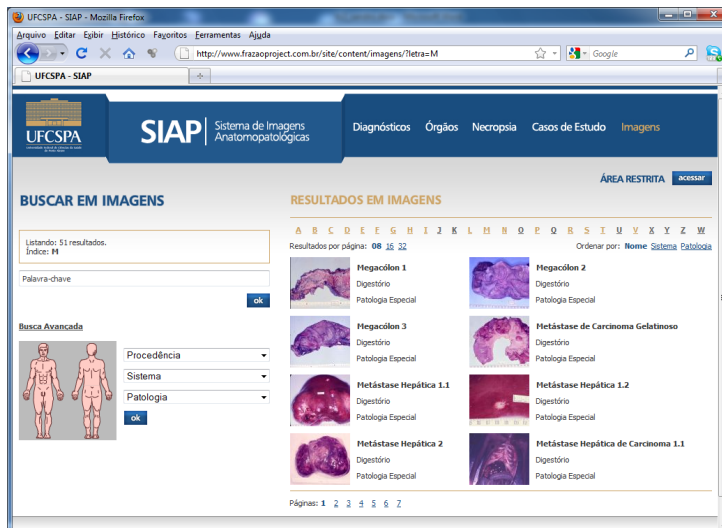 UFCSPA - SIAP - Mozilla Firefox
Arquivo Editar Exibir Histórico Favoritos Ferramentas Ajuda
http://www.frazaoproject.com.br/site/content/imagens/?letra=M
Google
UFCSPA - SIAP
UFCSPA
SIAP
Sistema de Imagens
Anatomopatológicas
Diagnósticos Órgãos Necropsia Casos de Estudo Imagens
ÁREA RESTRITA acessar
BUSCAR EM IMAGENS
Listando: 51 resultados.
Índice: M
Palavra-chave
ok
Busca Avançada
Procedência
Sistema
Patologia
ok
RESULTADOS EM IMAGENS
A B C D E F G H I J K L M N O P Q R S T U V X Y Z W
Resultados por página: 08 16 32
Ordenar por: Nome Sistema Patologia
Megacólon 1
Digestório
Patologia Especial
Megacólon 2
Digestório
Patologia Especial
Megacólon 3
Digestório
Patologia Especial
Metástase de Carcinoma Gelatinoso
Digestório
Patologia Especial
Metástase Hepática 1.1
Digestório
Patologia Especial
Metástase Hepática 1.2
Digestório
Patologia Especial
Metástase Hepática 2
Digestório
Patologia Especial
Metástase Hepática de Carcinoma 1.1
Digestório
Patologia Especial
Páginas: 1 2 3 4 5 6 7